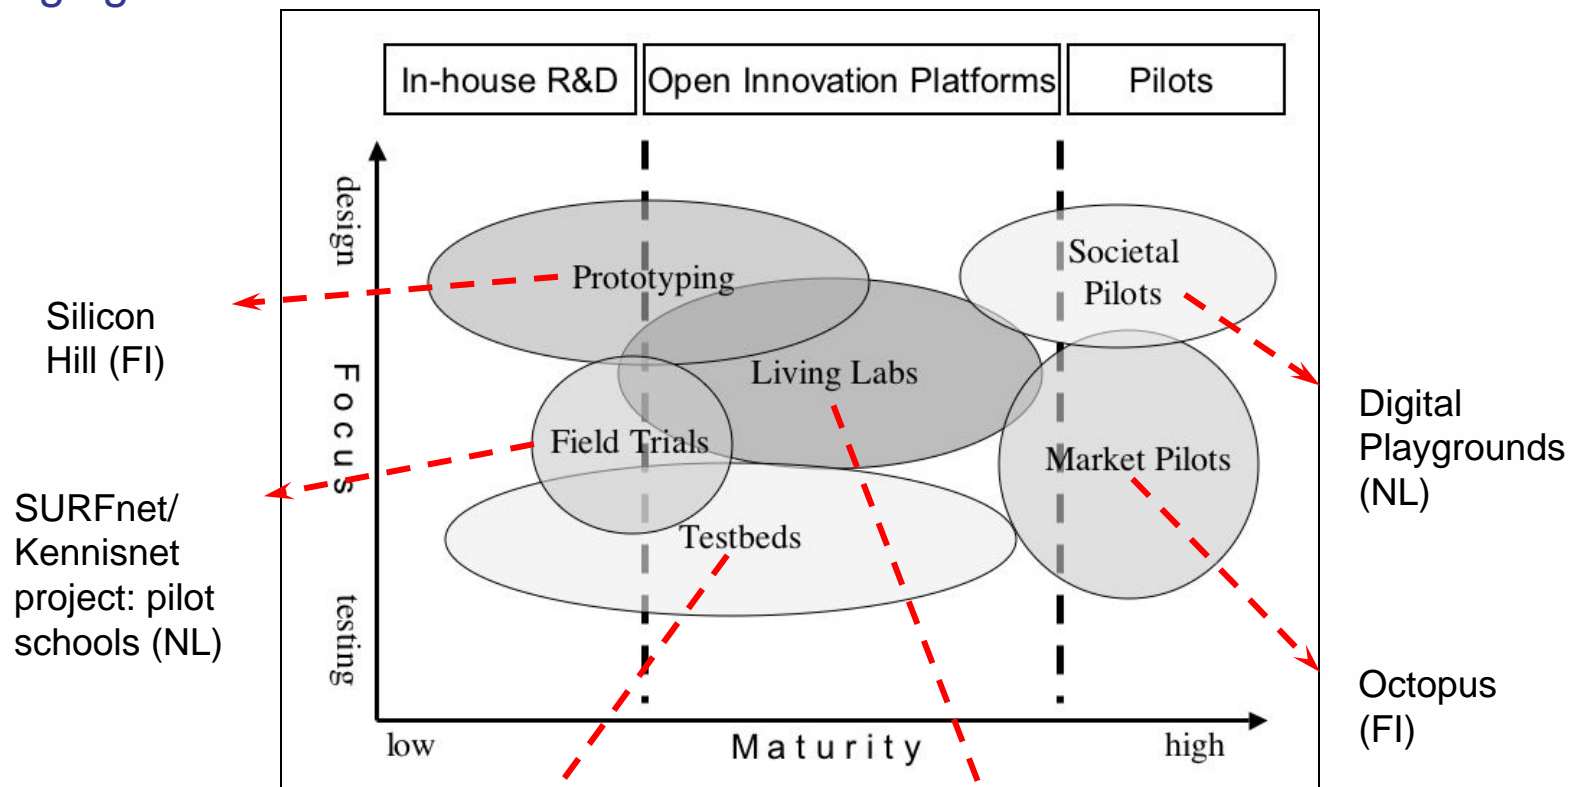 In-house R&D
Open Innovation Platforms
Pilots
design
Focus
testing
Prototyping
Societal
Pilots
Living Labs
Field Trials
Market Pilots
Testbeds
low
Maturity
high
Silicon
Hill (FI)
SURFnet/
Kennisnet
project: pilot
schools (NL)
Digital
Playgrounds
(NL)
Octopus
(FI)